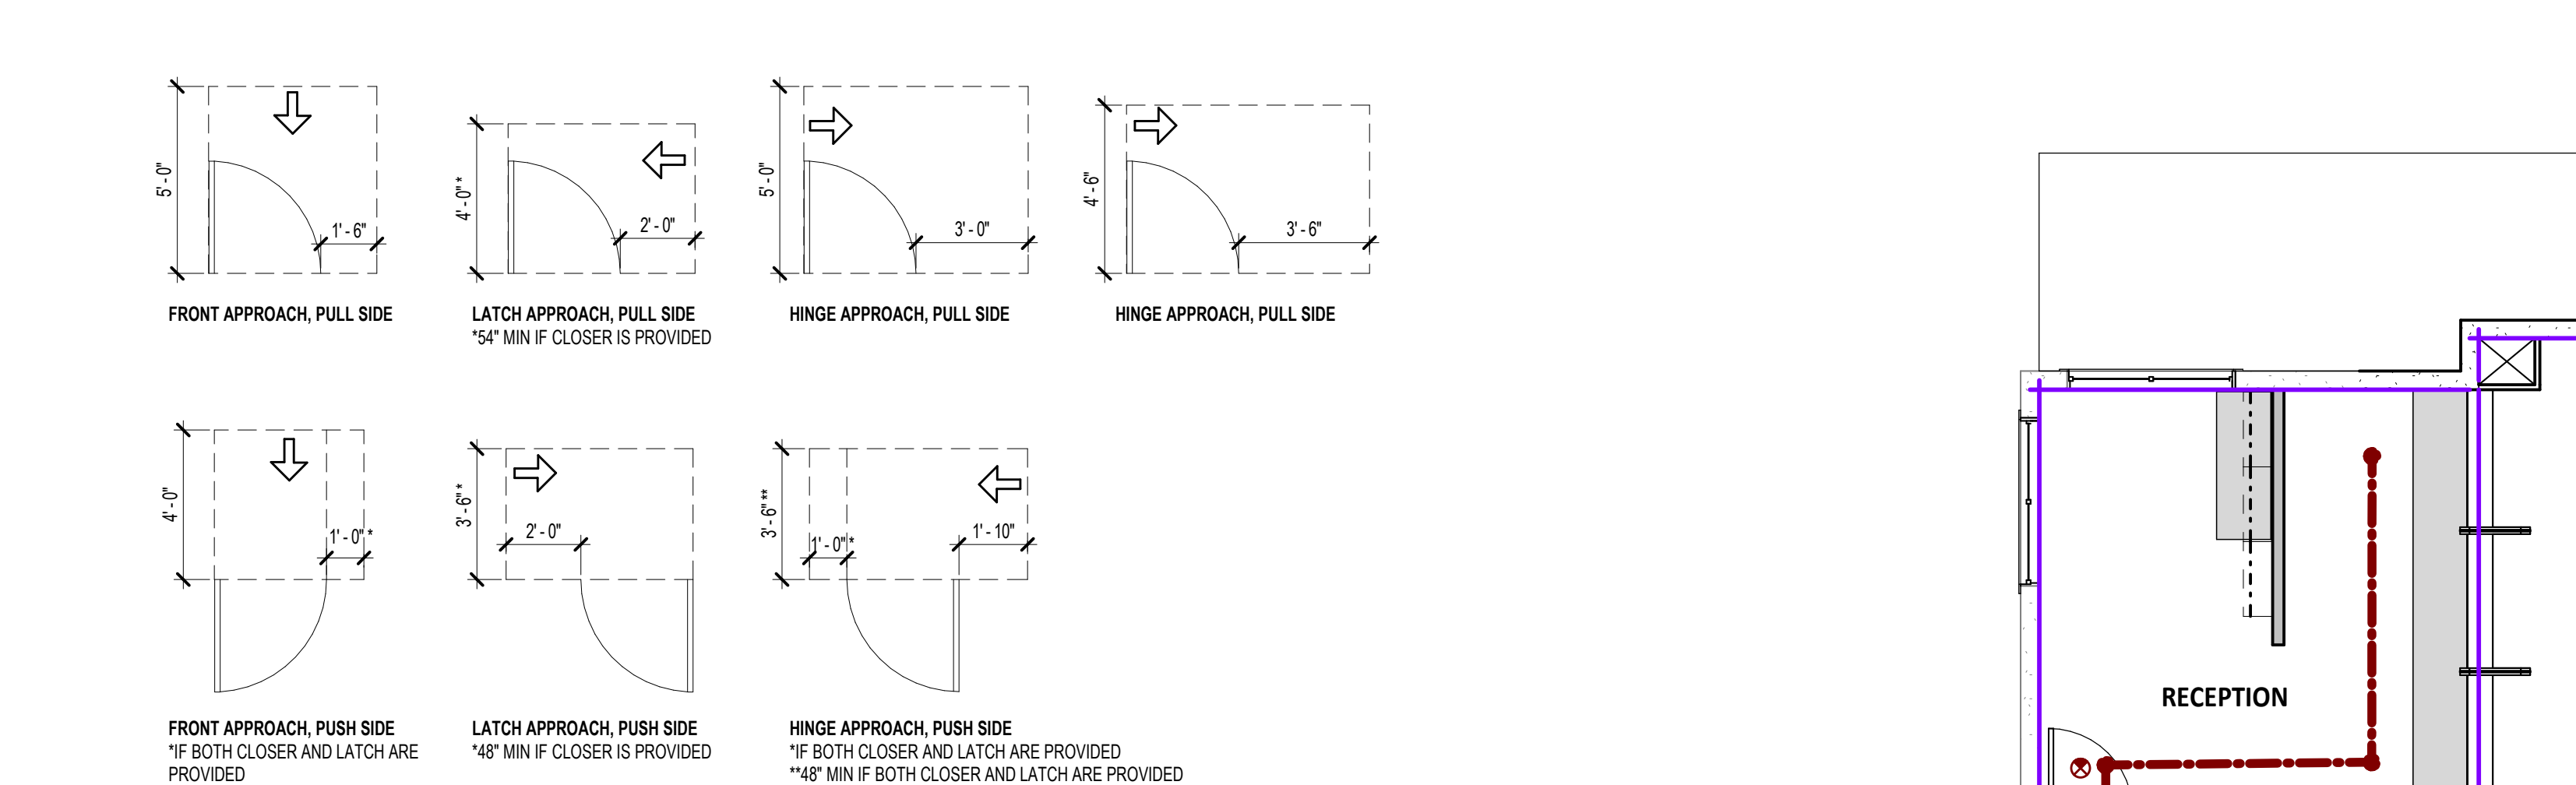 5' - 0"
1' - 6"
FRONT APPROACH, PULL SIDE
4' - 0" *
2' - 0"
LATCH APPROACH, PULL SIDE
*54" MIN IF CLOSER IS PROVIDED
5' - 0"
3' - 0"
HINGE APPROACH, PULL SIDE
4' - 6"
3' - 6"
HINGE APPROACH, PULL SIDE
4' - 0"
1' - 0" *
FRONT APPROACH, PUSH SIDE
*IF BOTH CLOSER AND LATCH ARE
PROVIDED
3' - 6" *
2' - 0"
LATCH APPROACH, PUSH SIDE
*48" MIN IF CLOSER IS PROVIDED
3' - 6" **
1' - 0" *
1' - 10"
HINGE APPROACH, PUSH SIDE
*IF BOTH CLOSER AND LATCH ARE PROVIDED
**48" MIN IF BOTH CLOSER AND LATCH ARE PROVIDED
RECEPTION